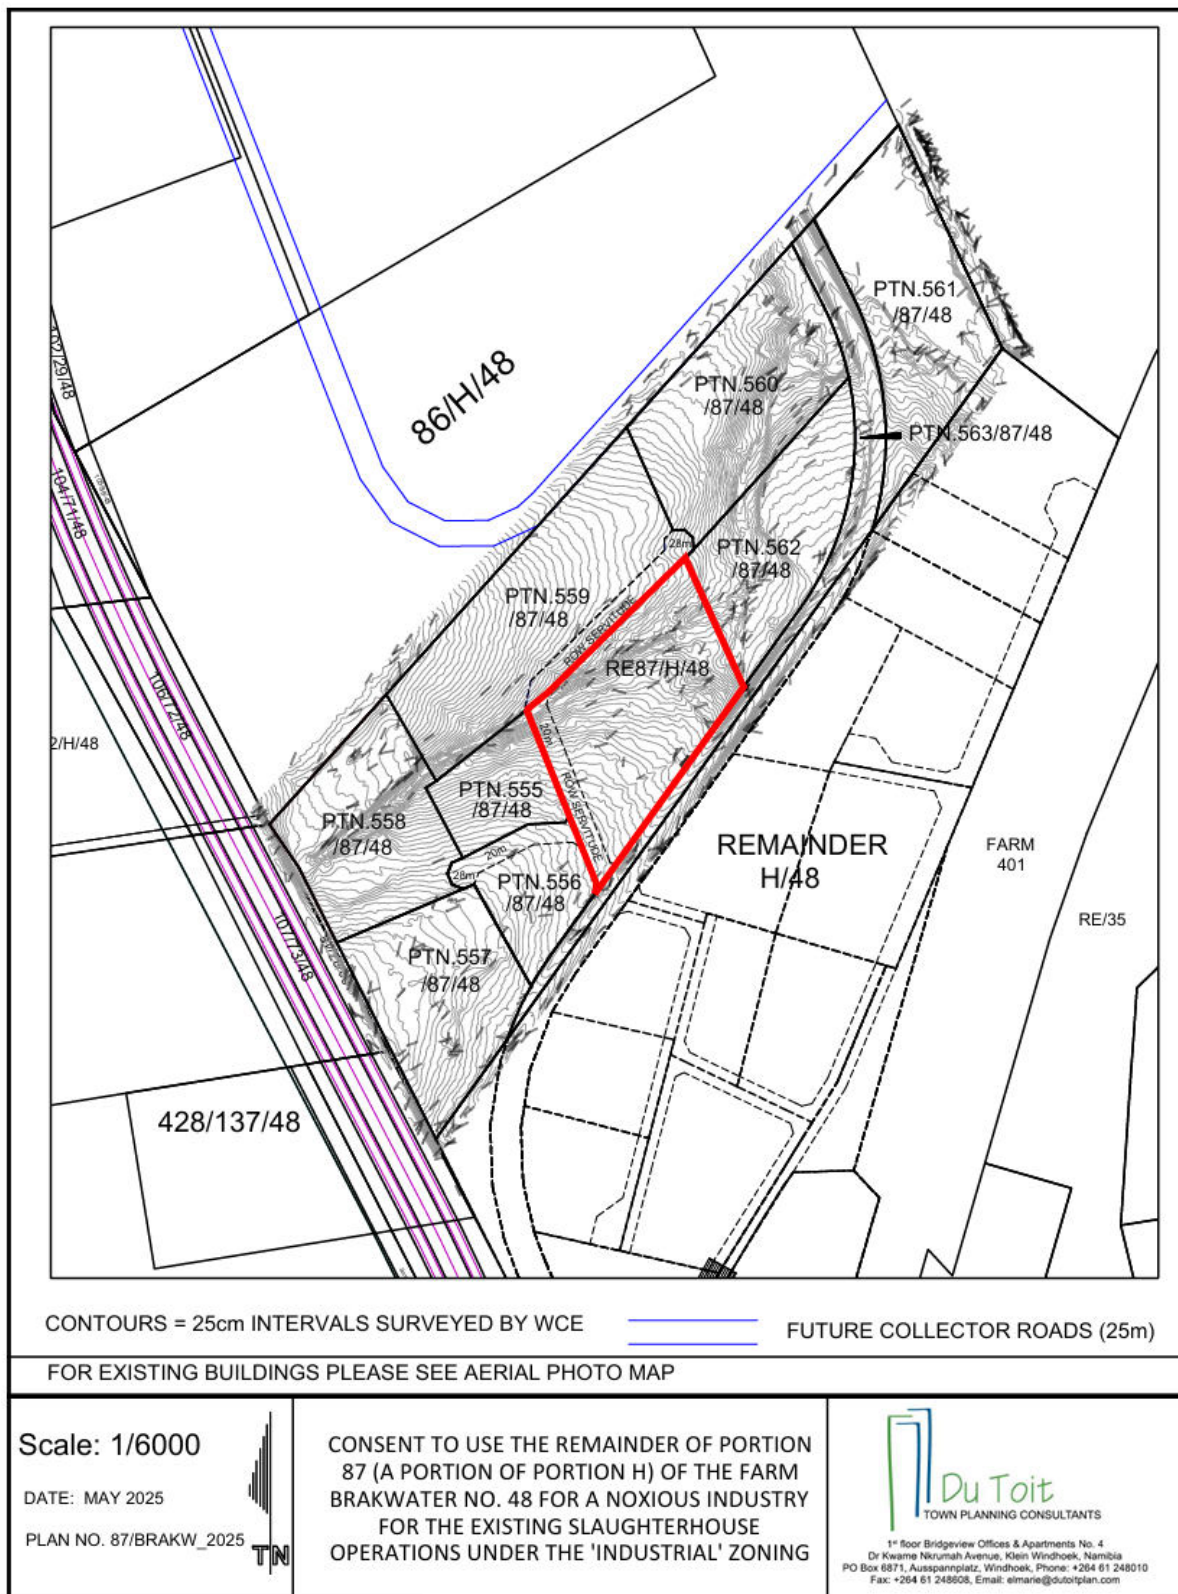 PTN.561
/87/48
102/29/48
86/H/48
PTN.560
/87/48
PTN.563/87/48
104/71/48
28m
PTN.562
/87/48
PTN.559
/87/48
ROW SERVITUDE
RE87/H/48
106/72/48
2/H/48
20m
PTN.555
/87/48
ROW SERVITUDE
PTN.558
/87/48
REMAINDER
H/48
FARM
401
20m
28m
PTN.556
/87/48
RE/35
107/73/48
PTN.557
/87/48
428/137/48
CONTOURS = 25cm INTERVALS SURVEYED BY WCE
FUTURE COLLECTOR ROADS (25m)
FOR EXISTING BUILDINGS PLEASE SEE AERIAL PHOTO MAP
Scale: 1/6000
DATE: MAY 2025
PLAN NO. 87/BRAKW_2025
TN
CONSENT TO USE THE REMAINDER OF PORTION
87 (A PORTION OF PORTION H) OF THE FARM
BRAKWATER NO. 48 FOR A NOXIOUS INDUSTRY
FOR THE EXISTING SLAUGHTERHOUSE
OPERATIONS UNDER THE 'INDUSTRIAL' ZONING
Du Toit
TOWN PLANNING CONSULTANTS
1st floor Bridgeview Offices & Apartments No. 4
Dr Kwame Nkrumah Avenue, Klein Windhoek, Namibia
PO Box 6871, Ausspannplatz, Windhoek, Phone: +264 61 248010
Fax: +264 61 248608, Email: elmarie@dutoitplan.com